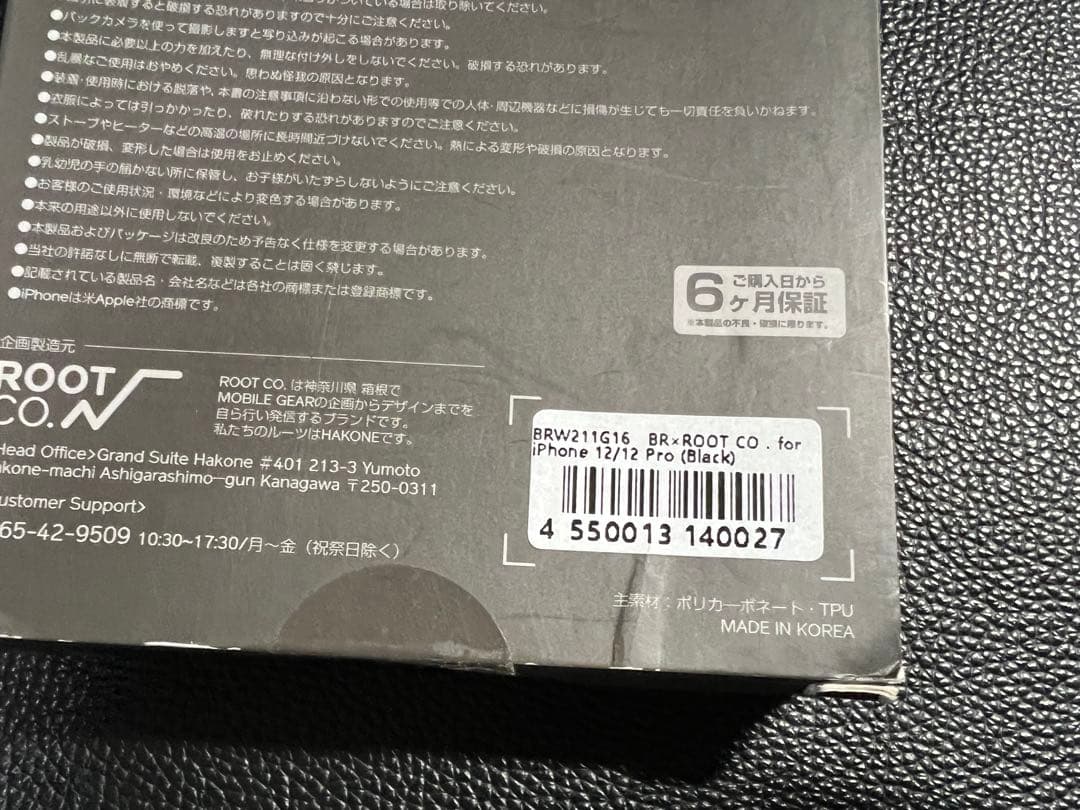 に装着すると破損する恐れがありますので十分にご注意ください。
●バックカメラを使って撮影しますと写り込みが起こる場合があります。
●本製品に必要以上の力を加えたり、無理な付け外しをしないでください。破損する恐れがあります。
●乱暴なご使用はおやめください。思わぬ怪我の原因となります。
●装着・使用時における脱落や、本書の注意事項に沿わない形での使用等での人体・周辺機器などに損傷が生じても一切責任を負いかねます。
●衣服によっては引っかかったり、破れたりする恐れがありますのでご注意ください。
●ストーブやヒーターなどの高温の場所に長時間近づけないでください。熱による変形や破損の原因となります。
●製品が破損、変形した場合は使用をお止めください。
●乳幼児の手の届かない所に保管し、お子様がいたずらしないようにご注意ください。
●お客様のご使用状況・環境などにより変色する場合があります。
●本来の用途以外に使用しないでください。
●本製品およびパッケージは改良のため予告なく仕様を変更する場合があります。
●当社の許諾なしに無断で転載、複製することは固く禁じます。
●記載されている製品名・会社名などは各社の商標または登録商標です。
●iPhoneは米Apple社の商標です。
6ヶ月保証 ご購入日から
※本製品の不良・破損に限ります。
企画製造元
ROOT
CO.
ROOT CO. は神奈川県 箱根で
MOBILE GEARの企画からデザインまでを
自ら行い発信するブランドです。
私たちのルーツはHAKONEです。
Head Office>Grand Suite Hakone #401 213-3 Yumoto
akone-machi Ashigarashimo-gun Kanagawa 〒250-0311
ustomer Support>
65-42-9509 10:30~17:30/月〜金（祝祭日除く）
BRW211G16 BR×ROOT CO . for
iPhone 12/12 Pro (Black)
4 550013 140027
主素材：ポリカーボネート・TPU
MADE IN KOREA